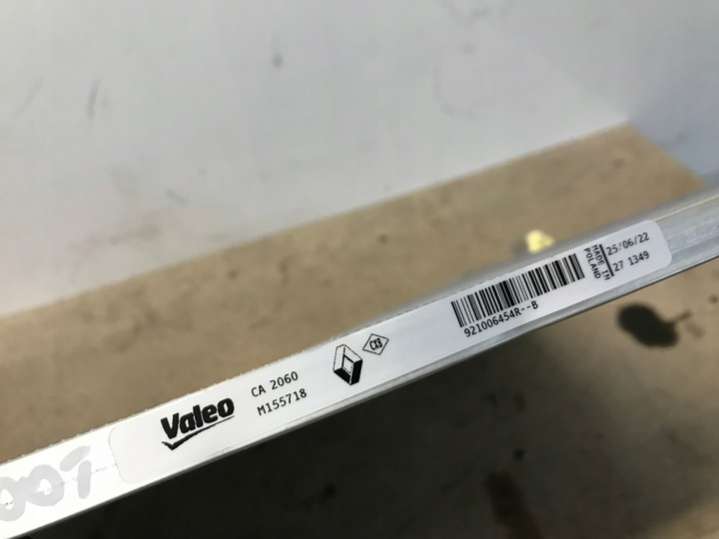 Valeo
CA 2060
M155718
921006454R--B
MADE IN
POLAND
25/06/22
27 1349